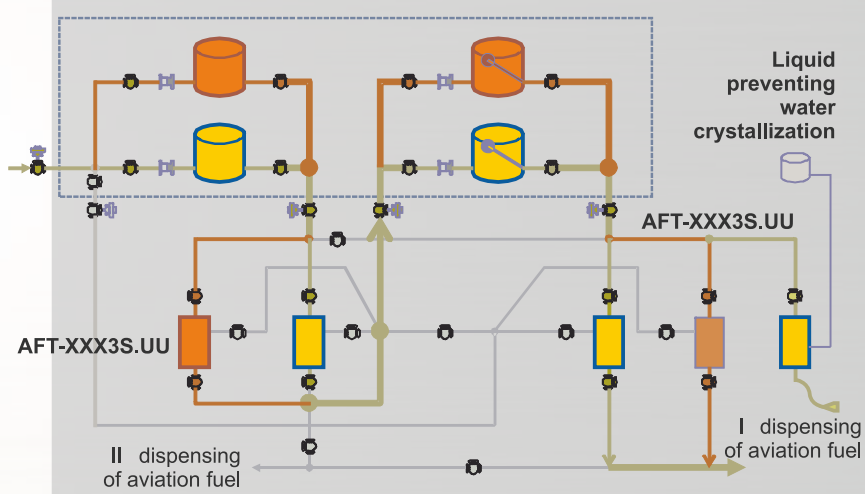 Liquid
preventing
water
crystallization
AFT-XXX3S.UU
AFT-XXX3S.UU
II dispensing
of aviation fuel
I dispensing
of aviation fuel